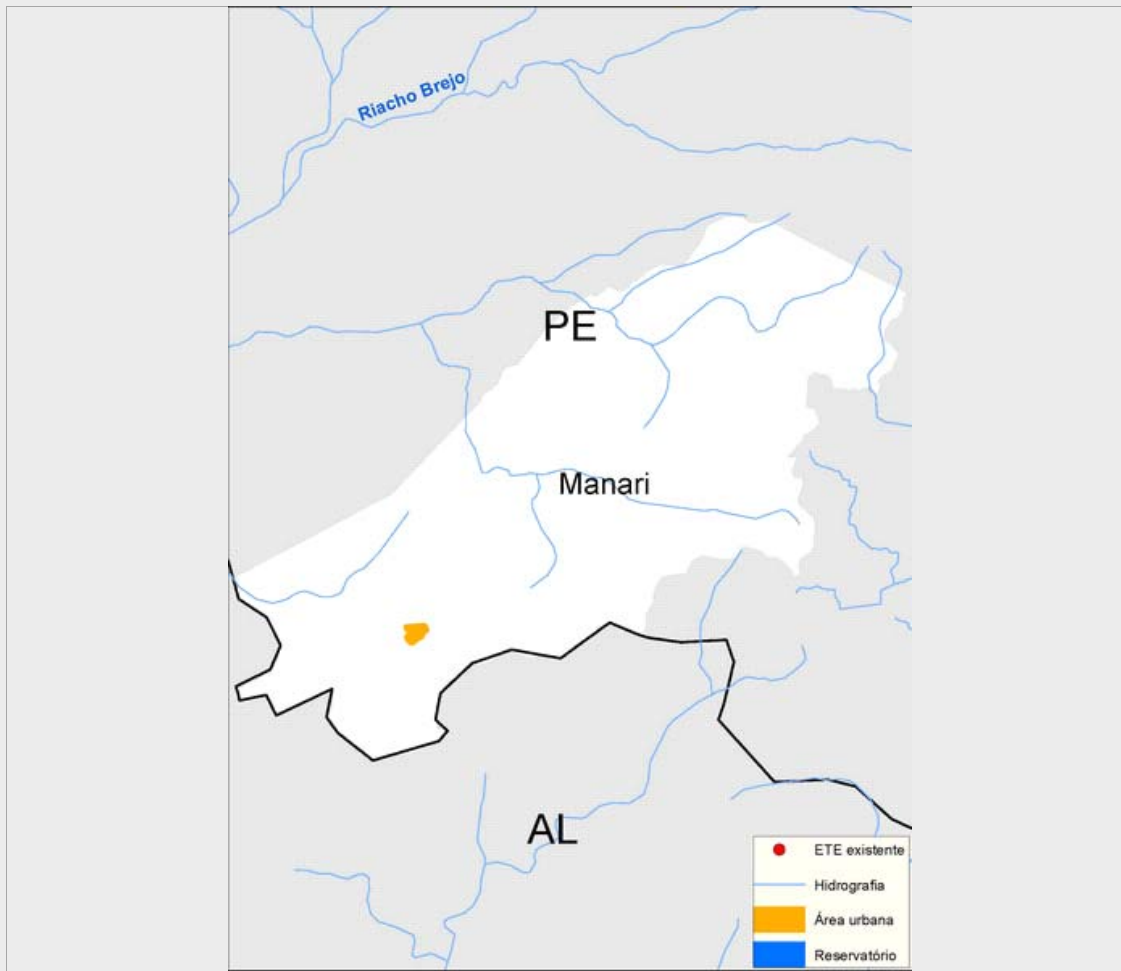 Riacho Brejo
PE
Manari
AL
ETE existente
Hidrografia
Área urbana
Reservatório